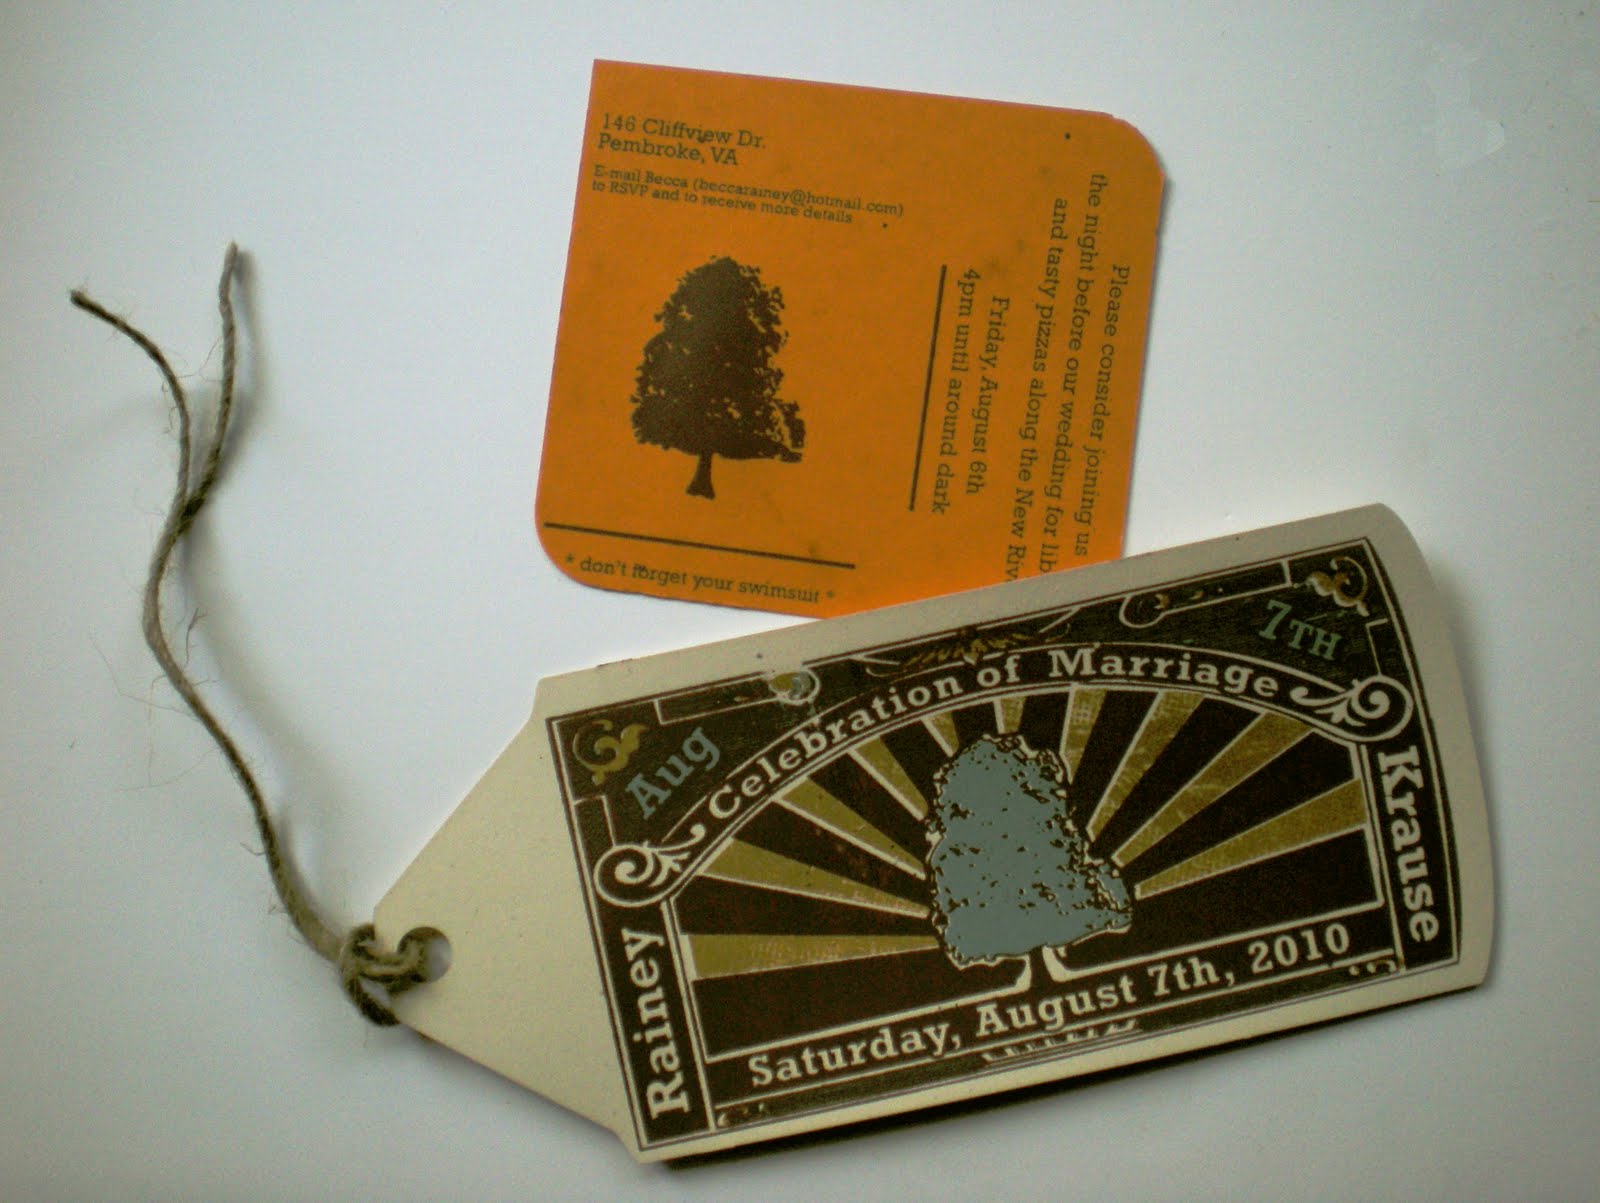 146 Cliffview Dr.
Pembroke, VA
E-mail Becca (beccarainey@hotmail.com)
to RSVP and to receive more details
Please consider joining us
the night before our wedding for lib
and tasty pizzas along the New Riv
Friday, August 6th
4pm until around dark
* don't forget your swimsuit *
Aug
7TH
Celebration of Marriage
Rainey
Krause
Saturday, August 7th, 2010